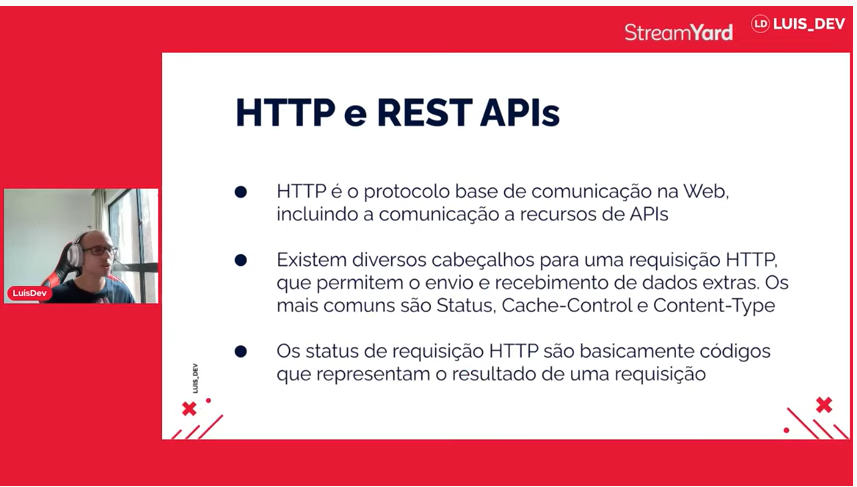 StreamYard
LD LUIS_DEV
HTTP e REST APIs
HTTP é o protocolo base de comunicação na Web,
incluindo a comunicação a recursos de APIs
Existem diversos cabeçalhos para uma requisição HTTP,
que permitem o envio e recebimento de dados extras. Os
mais comuns são Status, Cache-Control e Content-Type
Os status de requisição HTTP são basicamente códigos
que representam o resultado de uma requisição
LuisDev
LUIS_DEV